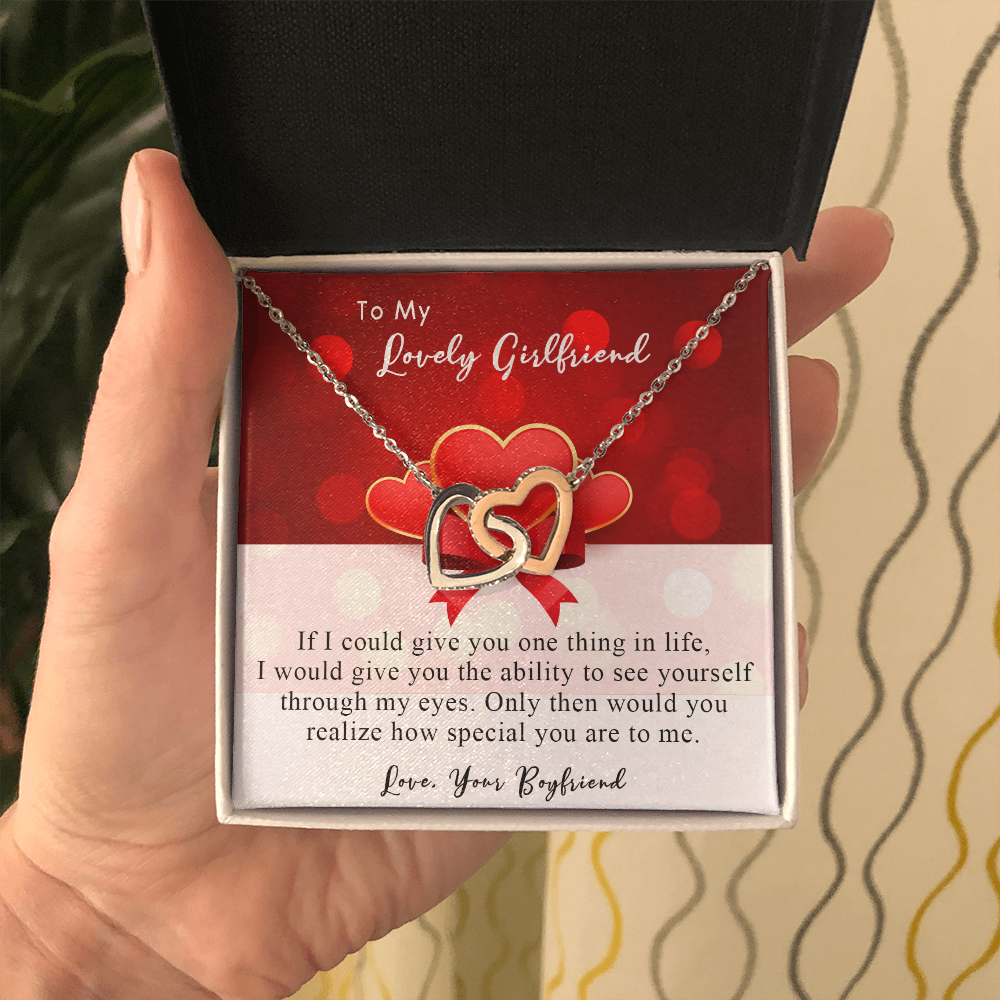 To My
Lovely Girlfriend
If I could give you one thing in life,
I would give you the ability to see yourself
through my eyes. Only then would you
realize how special you are to me.
Love, Your Boyfriend